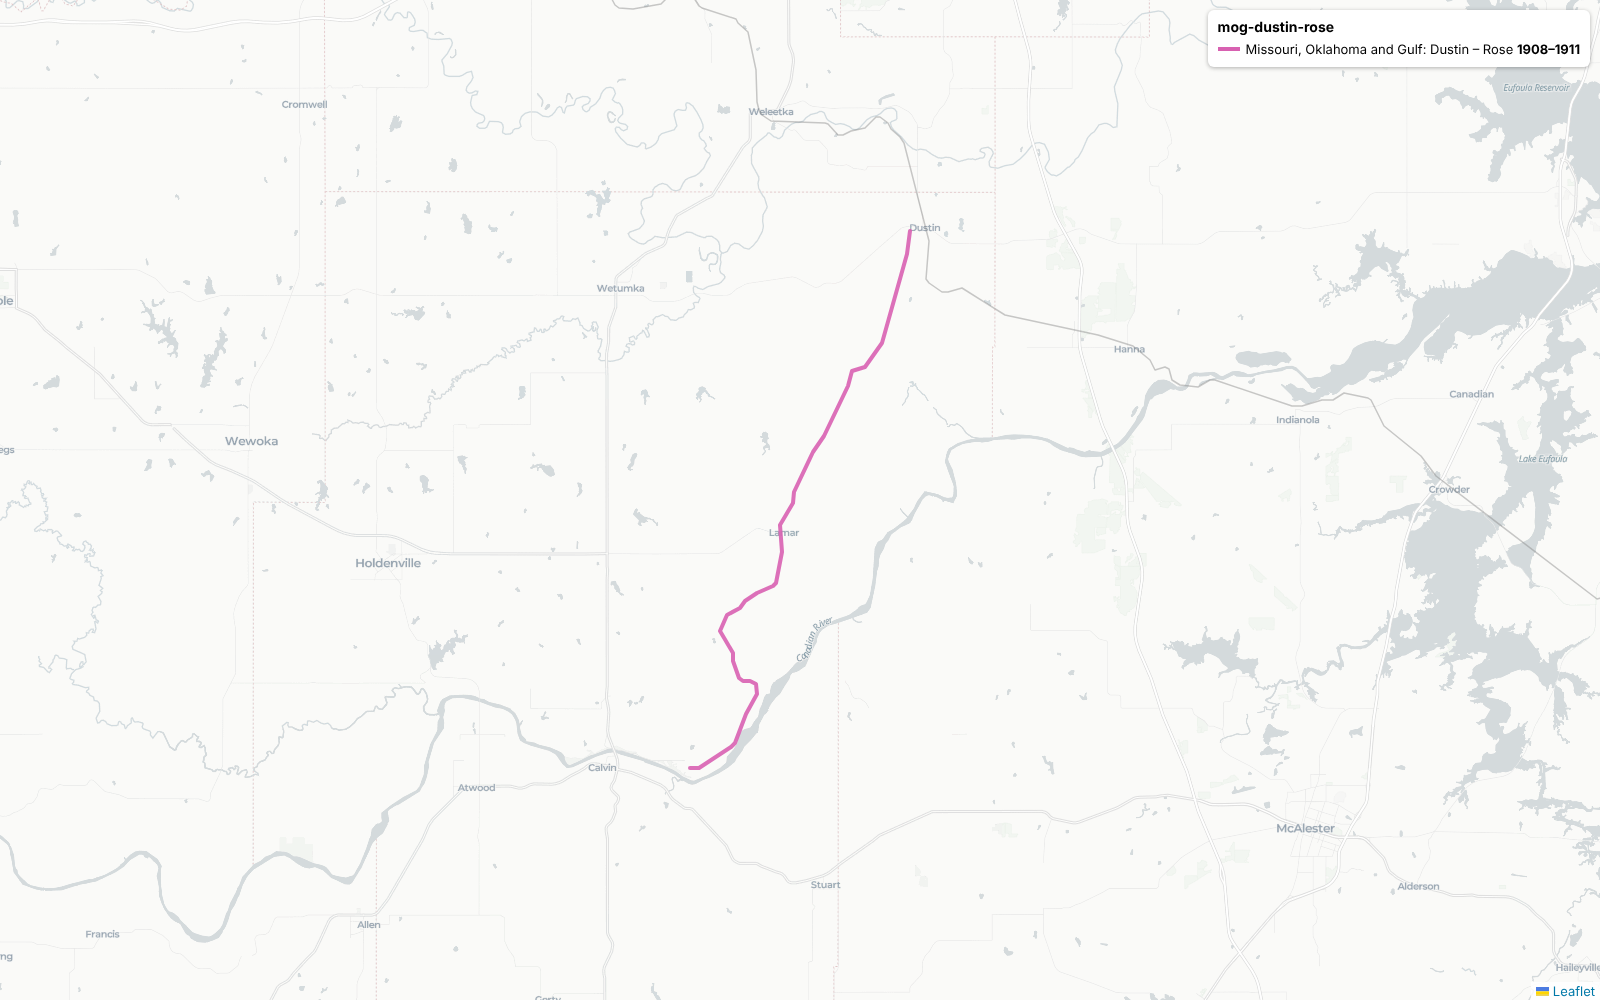 mog-dustin-rose
Missouri, Oklahoma and Gulf: Dustin – Rose 1908–1911
Eufaula Reservoir
Cromwell
Weleetka
Dustin
Wetumka
Hanna
Canadian
Indianola
Wewoka
Lake Eufaula
Crowder
Lamar
Holdenville
Canadian River
Calvin
Atwood
McAlester
Stuart
Alderson
Allen
Francis
Haileyville
Leaflet